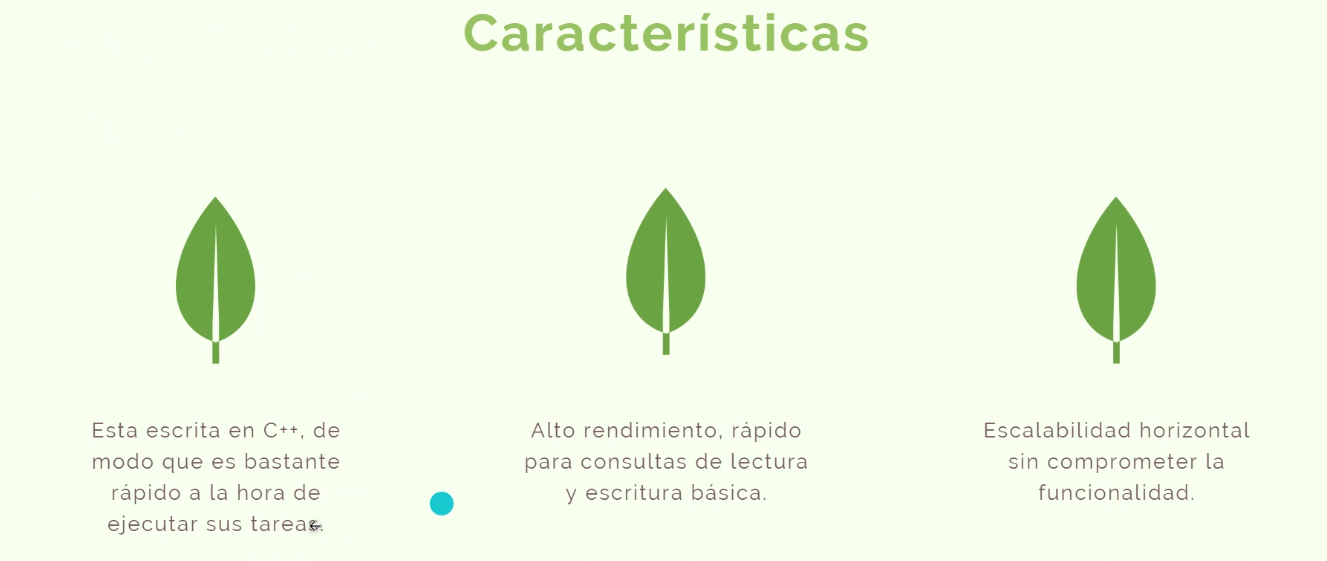 Características
Esta escrita en C++, de
modo que es bastante
rápido a la hora de
ejecutar sus tareas.
Alto rendimiento, rápido
para consultas de lectura
y escritura básica.
Escalabilidad horizontal
sin comprometer la
funcionalidad.